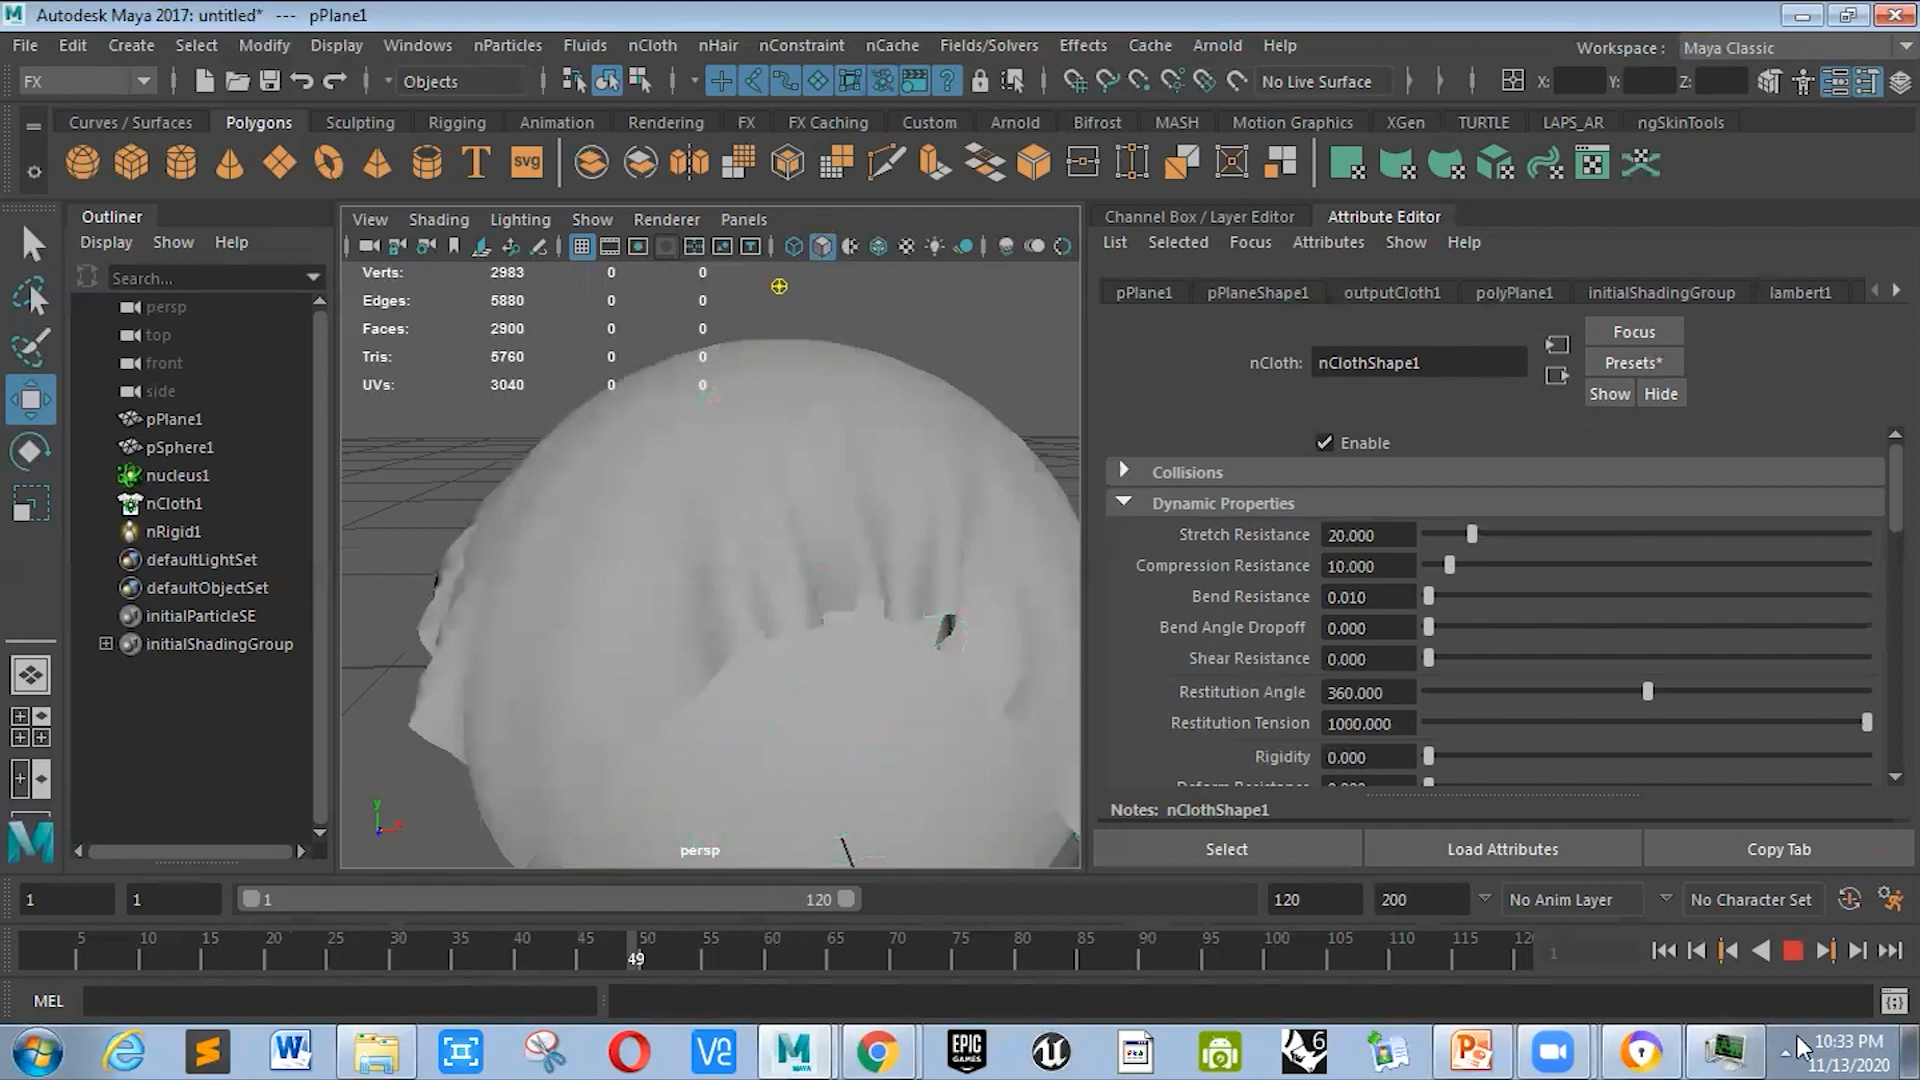 Autodesk Maya 2017: untitled* --- pPlane1
File Edit Create Select Modify Display Windows nParticles Fluids nCloth nHair nConstraint nCache Fields/Solvers Effects Cache Arnold Help Workspace : Maya Classic
FX Objects No Live Surface X: Y: Z:
Curves / Surfaces Polygons Sculpting Rigging Animation Rendering FX FX Caching Custom Arnold Bifrost MASH Motion Graphics XGen TURTLE LAPS_AR ngSkinTools
T SVG
Outliner
Display Show Help
Search...
persp
top
front
side
pPlane1
pSphere1
nucleus1
nCloth1
nRigid1
defaultLightSet
defaultObjectSet
initialParticleSE
initialShadingGroup
View Shading Lighting Show Renderer Panels
Verts: 2983 0 0
Edges: 5880 0 0
Faces: 2900 0 0
Tris: 5760 0 0
UVs: 3040 0 0
y
persp
Channel Box / Layer Editor Attribute Editor
List Selected Focus Attributes Show Help
pPlane1 pPlaneShape1 outputCloth1 polyPlane1 initialShadingGroup lambert1
nCloth: nClothShape1
Focus
Presets*
Show Hide
Enable
Collisions
Dynamic Properties
Stretch Resistance 20.000
Compression Resistance 10.000
Bend Resistance 0.010
Bend Angle Dropoff 0.000
Shear Resistance 0.000
Restitution Angle 360.000
Restitution Tension 1000.000
Rigidity 0.000
Notes: nClothShape1
Select Load Attributes Copy Tab
1 1 1 120 120 200 No Anim Layer No Character Set
5 10 15 20 25 30 35 40 45 50 55 60 65 70 75 80 85 90 95 100 105 110 115 12
49 1
MEL
W MAYA EPIC GAMES 6
10:33 PM
11/13/2020